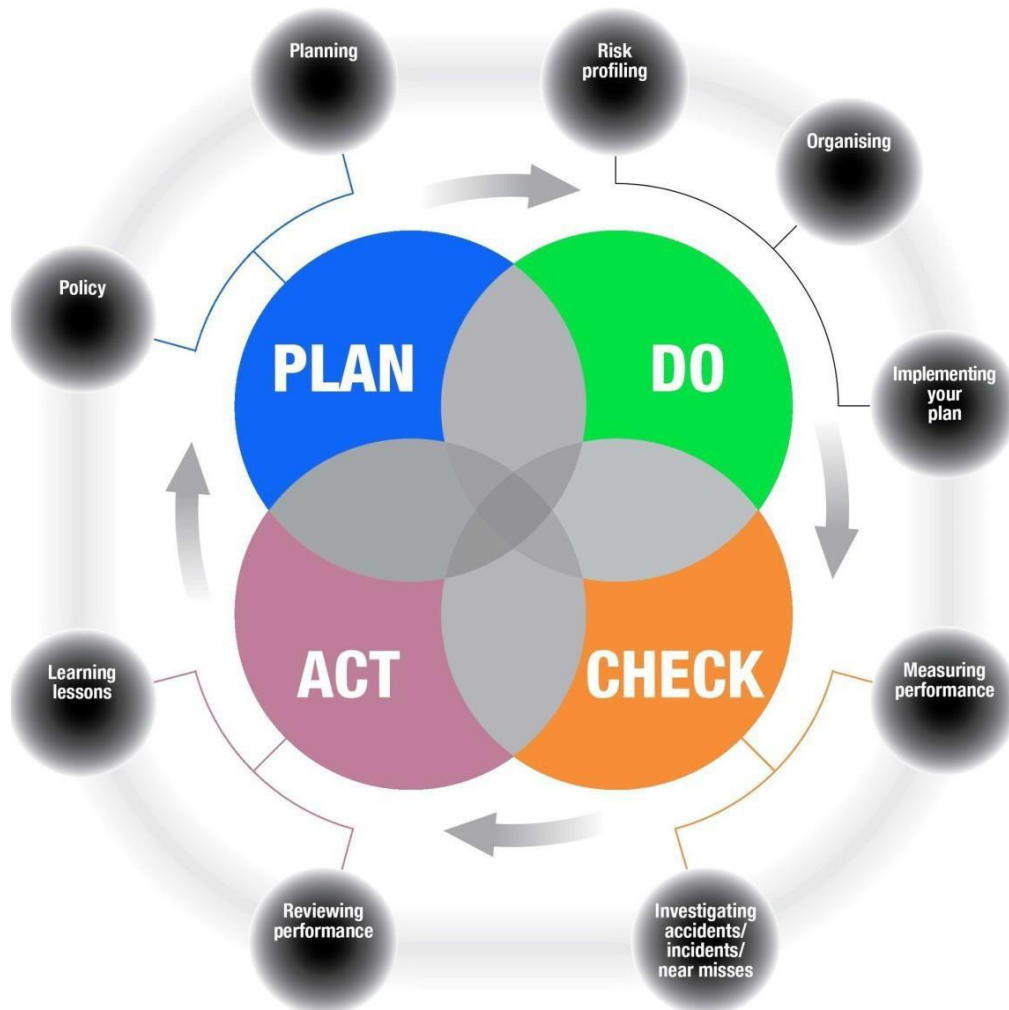 Planning
Risk
profiling
Organising
Policy
PLAN
DO
Implementing
your
plan
Learning
lessons
ACT
CHECK
Measuring
performance
Reviewing
performance
Investigating
accidents/
incidents/
near misses